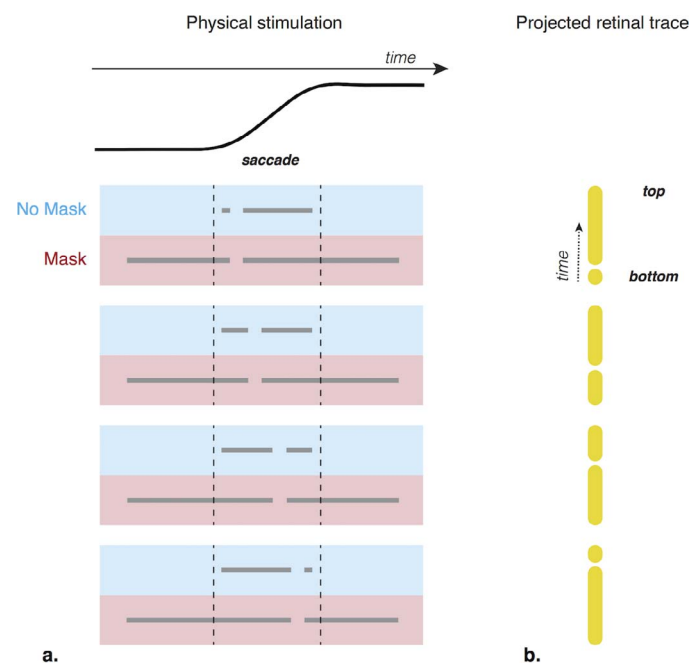 Physical stimulation
Projected retinal trace
time
saccade
No Mask
Mask
top
time
bottom
a.
b.